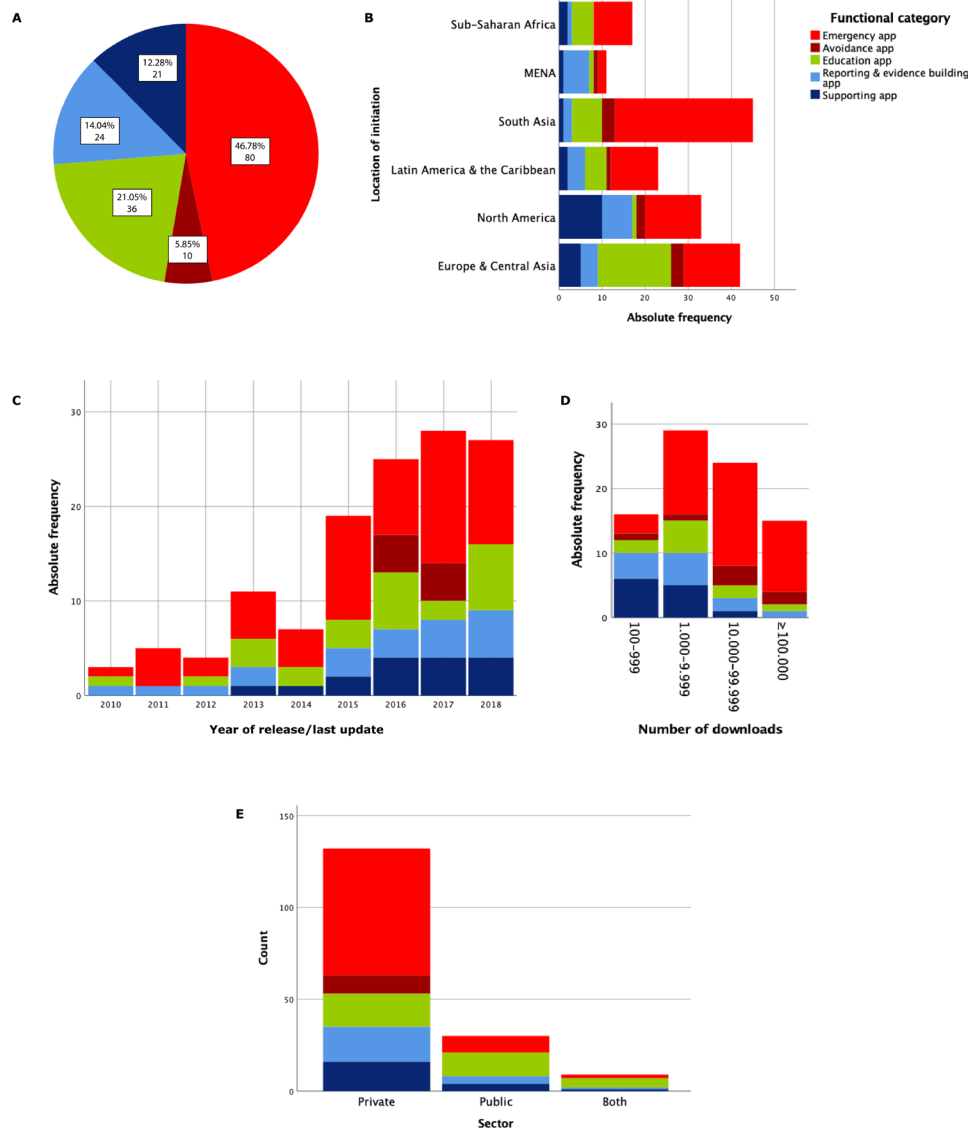 A
12.28%
21
14.04%
24
46.78%
80
21.05%
36
5.85%
10
B
Location of initiation
Sub-Saharan Africa
MENA
South Asia
Latin America & the Caribbean
North America
Europe & Central Asia
0 10 20 30 40 50
Absolute frequency
Functional category
Emergency app
Avoidance app
Education app
Reporting & evidence building
app
Supporting app
C
Absolute frequency
30
20
10
0
2010 2011 2012 2013 2014 2015 2016 2017 2018
Year of release/last update
D
Absolute frequency
30
20
10
0
100-999
1.000-9.999
10.000-99.999
≥100.000
Number of downloads
E
Count
150
100
50
0
Private Public Both
Sector